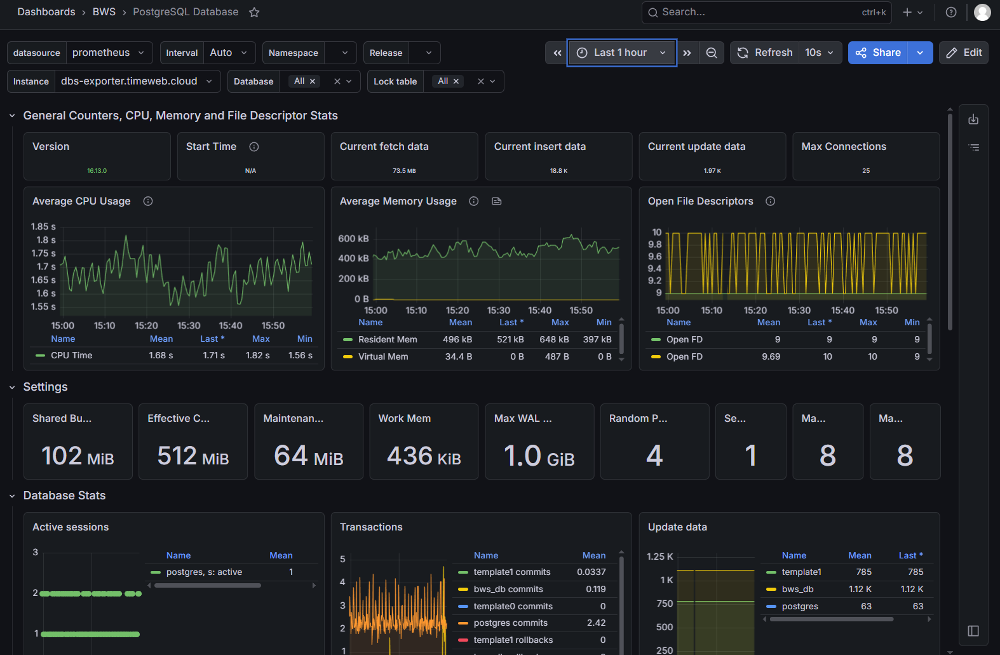 Dashboards › BWS › PostgreSQL Database
Search... ctrl+k
datasource prometheus Interval Auto Namespace Release Last 1 hour Refresh 10s Share Edit
Instance dbs-exporter.timeweb.cloud Database All Lock table All
General Counters, CPU, Memory and File Descriptor Stats
Version
16.13.0
Start Time
N/A
Current fetch data
73.5 MB
Current insert data
18.8 K
Current update data
1.97 K
Max Connections
25
Average CPU Usage
1.85 s
1.8 s
1.75 s
1.7 s
1.65 s
1.6 s
1.55 s
15:00 15:10 15:20 15:30 15:40 15:50
Name Mean Last * Max Min
CPU Time 1.68 s 1.71 s 1.82 s 1.56 s
Average Memory Usage
600 kB
400 kB
200 kB
0 B
15:00 15:10 15:20 15:30 15:40 15:50
Name Mean Last * Max Min
Resident Mem 496 kB 521 kB 648 kB 397 kB
Virtual Mem 34.4 B 0 B 487 B 0 B
Open File Descriptors
10
9.8
9.6
9.4
9.2
9
15:00 15:10 15:20 15:30 15:40 15:50
Name Mean Last * Max Min
Open FD 9 9 9 9
Open FD 9.69 10 10 9
Settings
Shared Bu...
102 MiB
Effective C...
512 MiB
Maintenan...
64 MiB
Work Mem
436 KiB
Max WAL ...
1.0 GiB
Random P...
4
Se...
1
Ma...
8
Ma...
8
Database Stats
Active sessions
3
2
1
Name Mean
postgres, s: active 1
Transactions
5
4
3
2
1
Name Mean
template1 commits 0.0337
bws_db commits 0.119
template0 commits 0
postgres commits 2.42
template1 rollbacks 0
Update data
1.25 K
1 K
750
500
250
Name Mean Last *
template1 785 785
bws_db 1.12 K 1.12 K
postgres 63 63